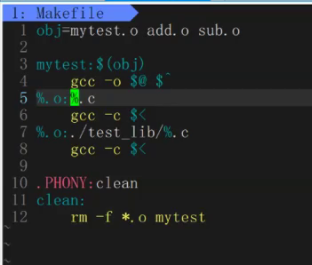 1: Makefile
1 obj=mytest.o add.o sub.o
2
3 mytest:$(obj)
4     gcc -o $@ $^
5 %.o:%.c
6     gcc -c $<
7 %.o:./test_lib/%.c
8     gcc -c $<
9
10 .PHONY:clean
11 clean:
12     rm -f *.o mytest
~
~